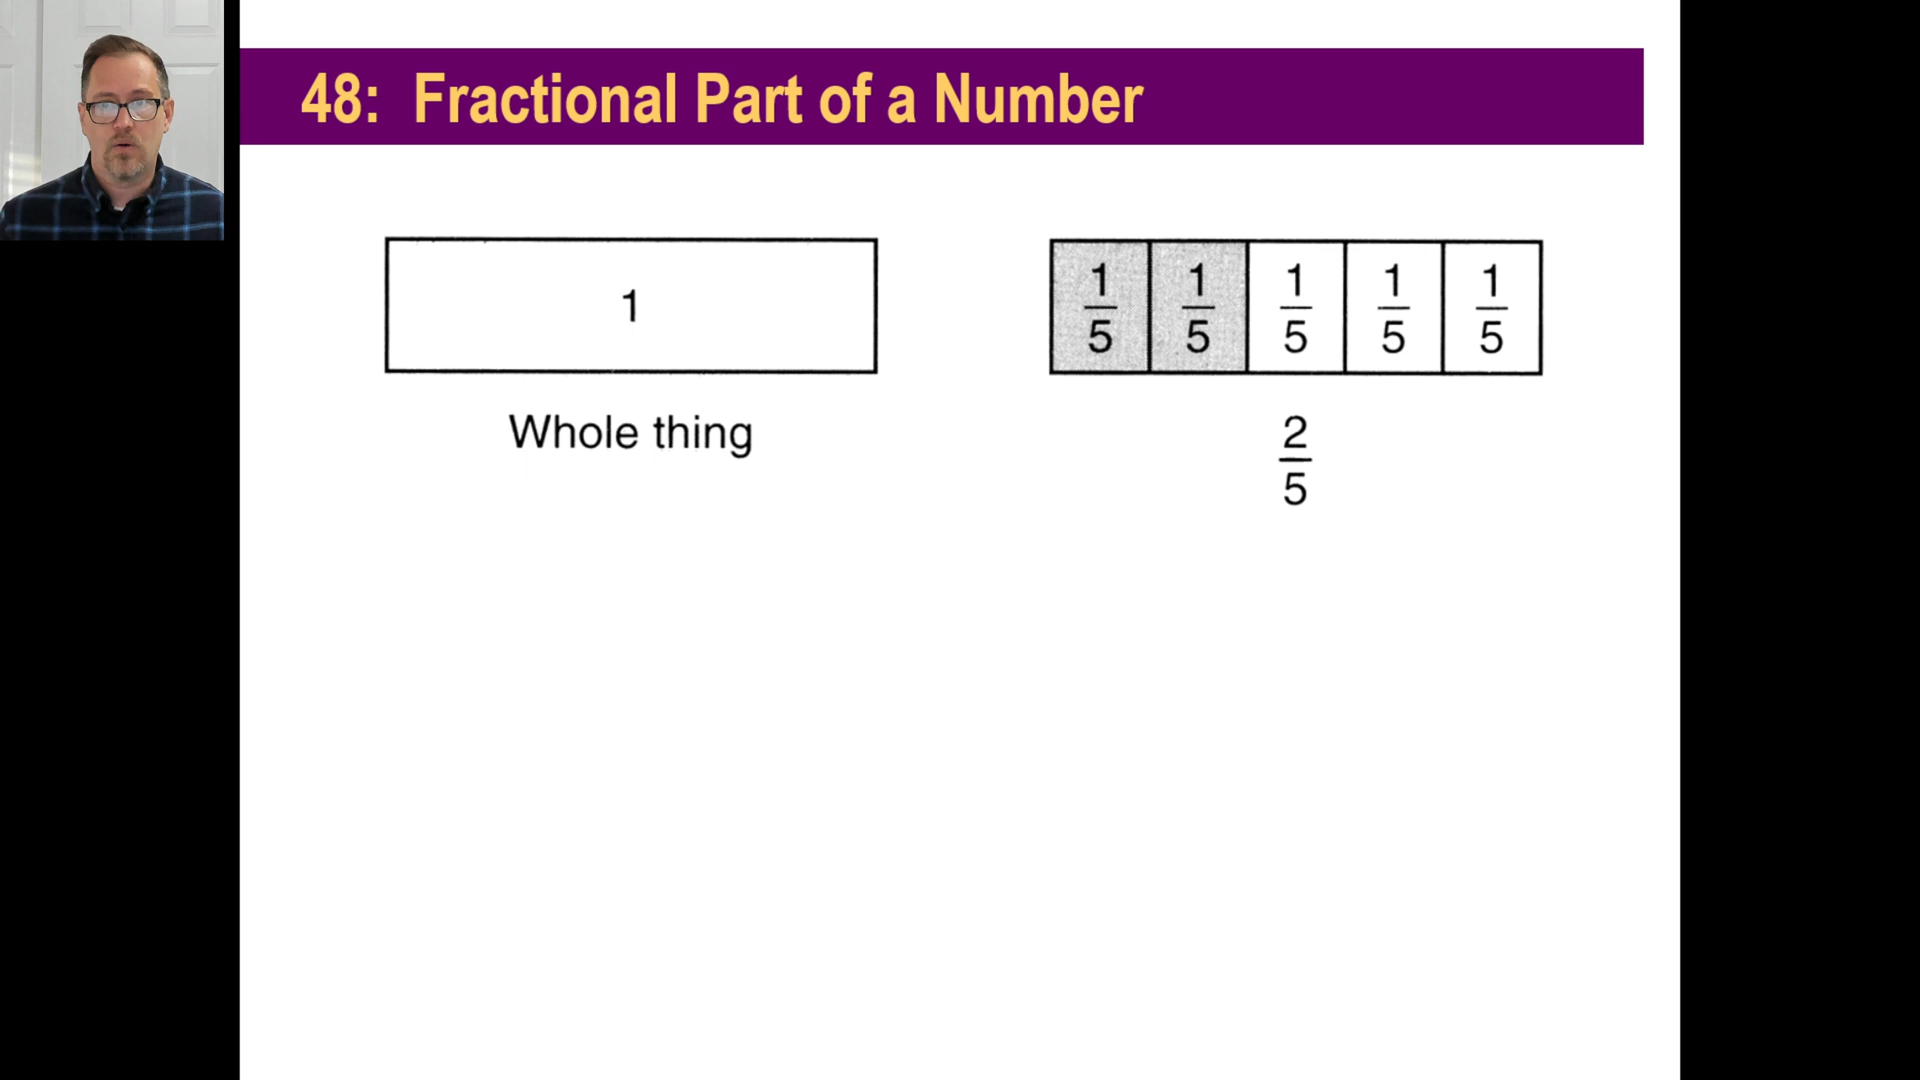 48: Fractional Part of a Number
1
1/5 1/5 1/5 1/5 1/5
Whole thing
2/5